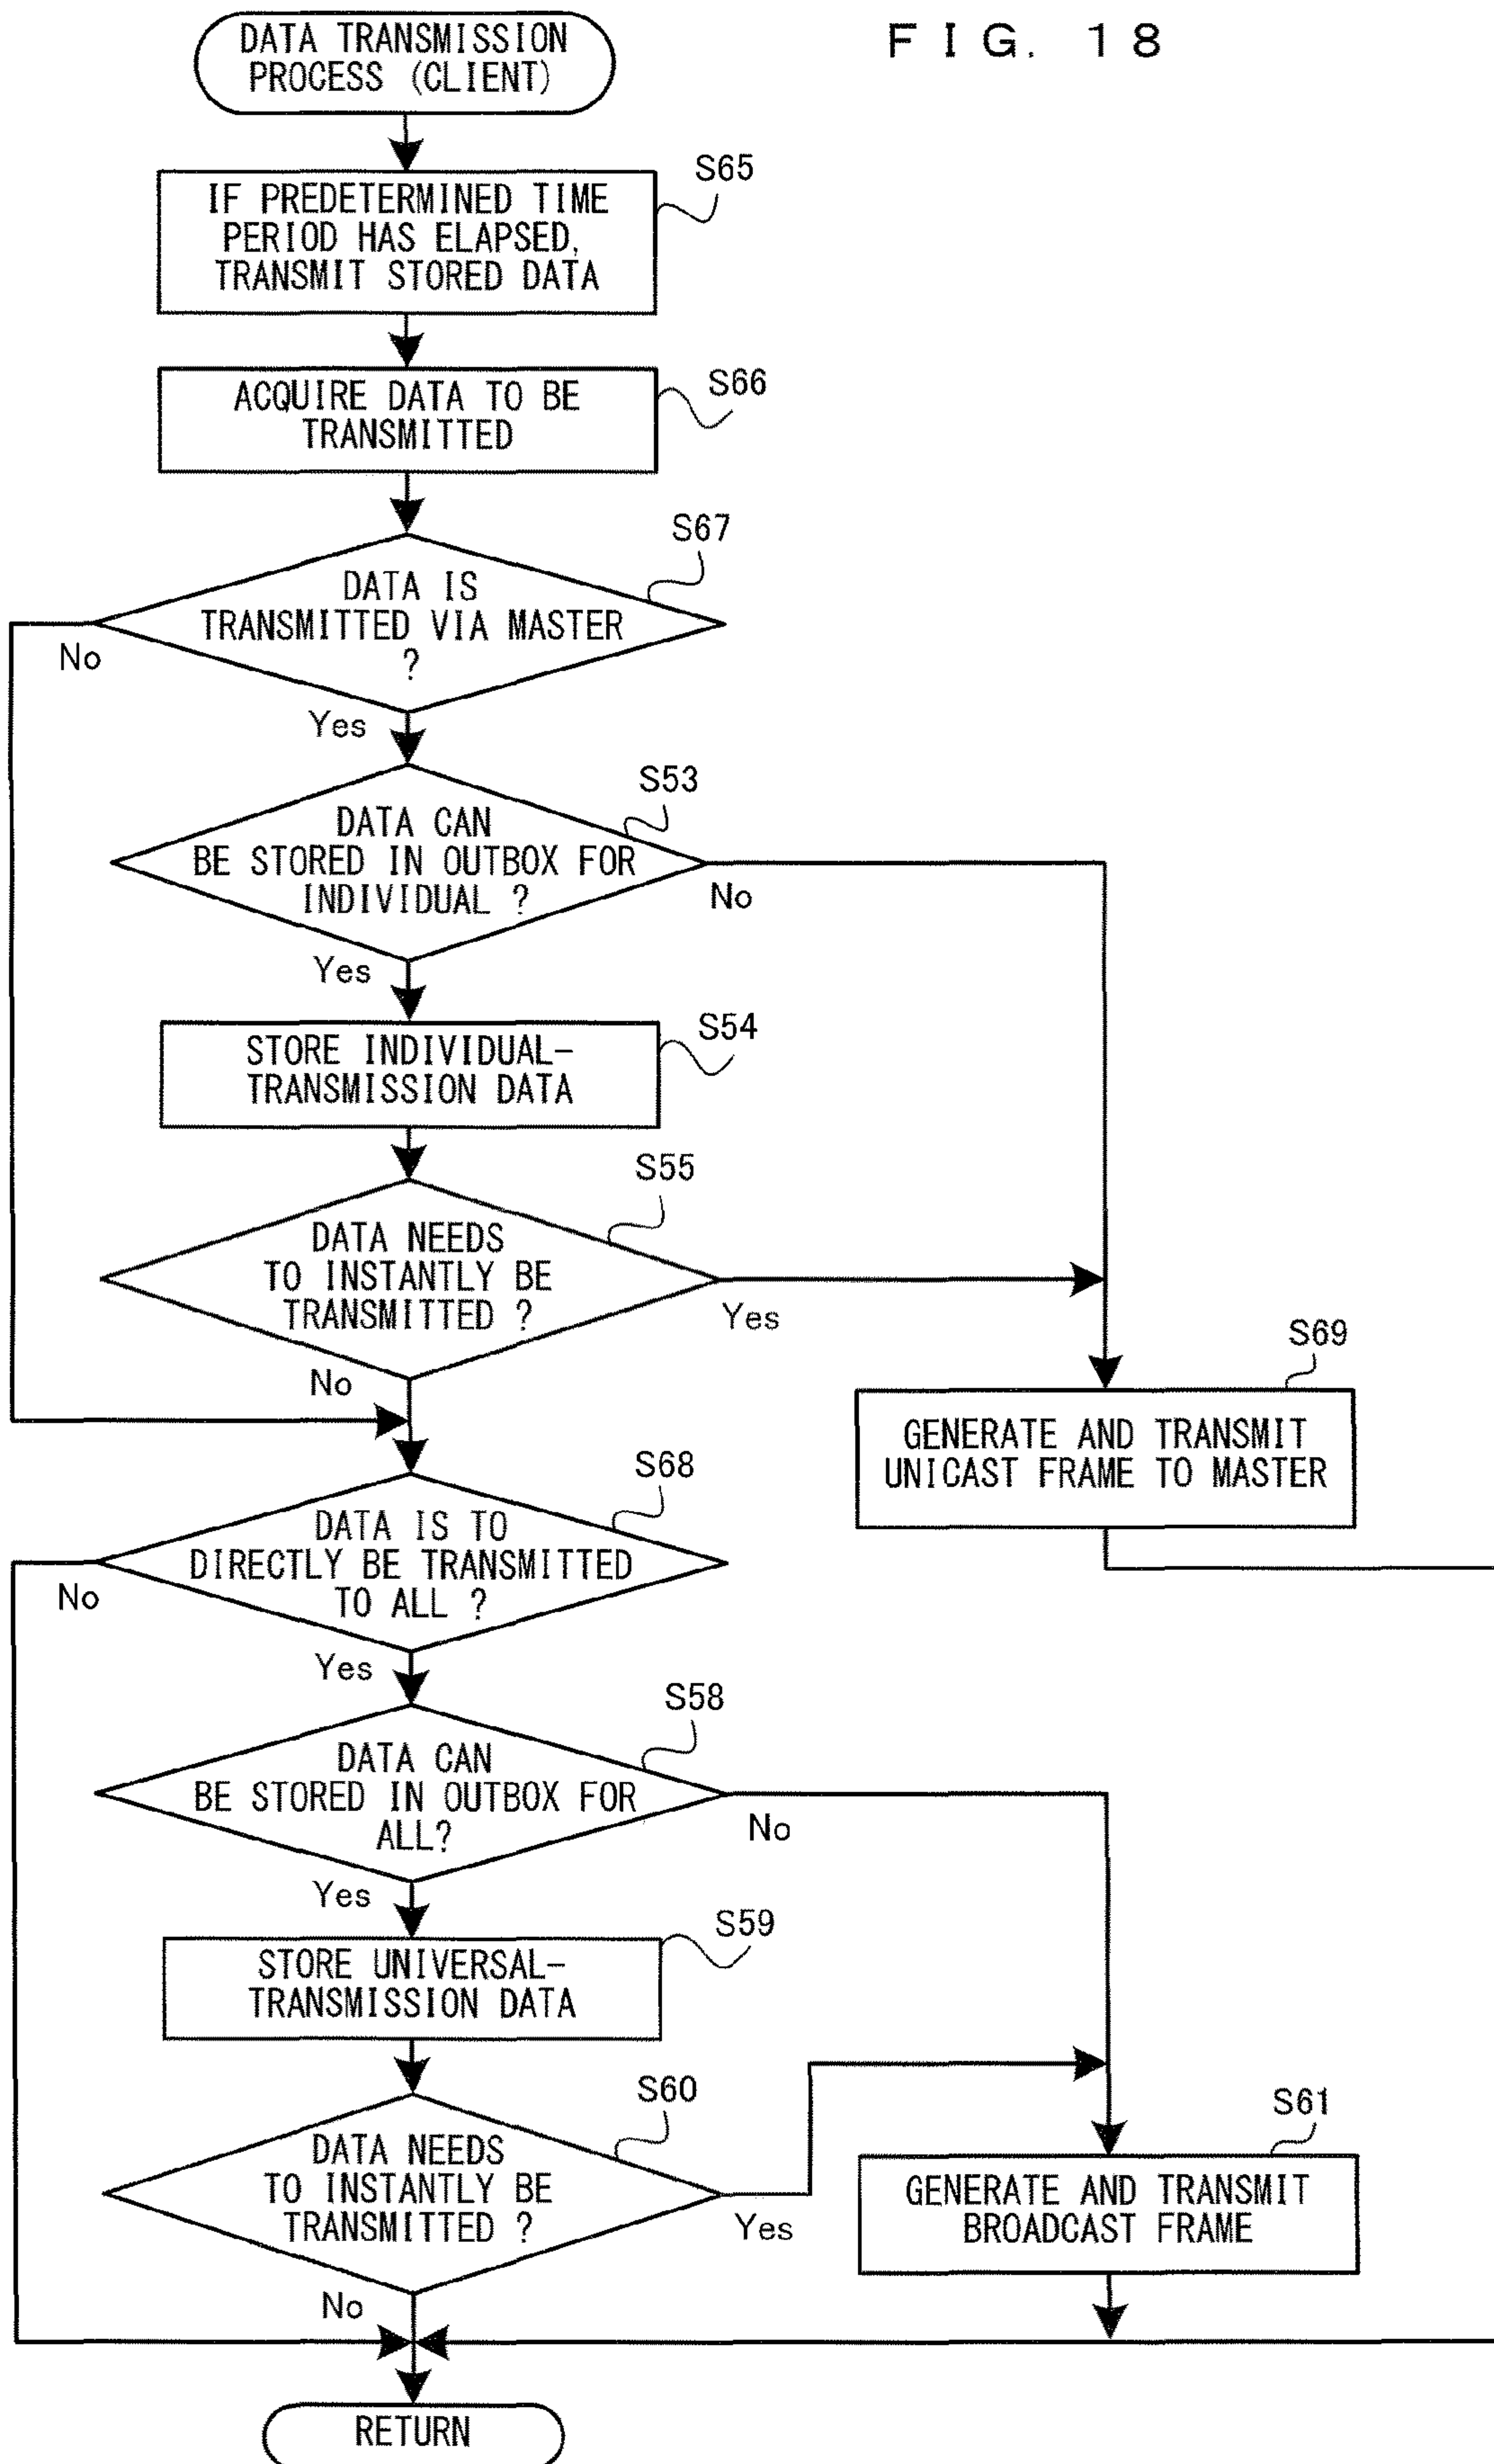 FIG. 18
DATA TRANSMISSION
PROCESS (CLIENT)
S65
IF PREDETERMINED TIME
PERIOD HAS ELAPSED,
TRANSMIT STORED DATA
S66
ACQUIRE DATA TO BE
TRANSMITTED
S67
DATA IS
TRANSMITTED VIA MASTER
?
No
Yes
S53
DATA CAN
BE STORED IN OUTBOX FOR
INDIVIDUAL ?
No
Yes
S54
STORE INDIVIDUAL-
TRANSMISSION DATA
S55
DATA NEEDS
TO INSTANTLY BE
TRANSMITTED ?
Yes
No
S69
GENERATE AND TRANSMIT
UNICAST FRAME TO MASTER
S68
DATA IS TO
DIRECTLY BE TRANSMITTED
TO ALL ?
No
Yes
S58
DATA CAN
BE STORED IN OUTBOX FOR
ALL?
No
Yes
S59
STORE UNIVERSAL-
TRANSMISSION DATA
S60
DATA NEEDS
TO INSTANTLY BE
TRANSMITTED ?
Yes
No
S61
GENERATE AND TRANSMIT
BROADCAST FRAME
RETURN